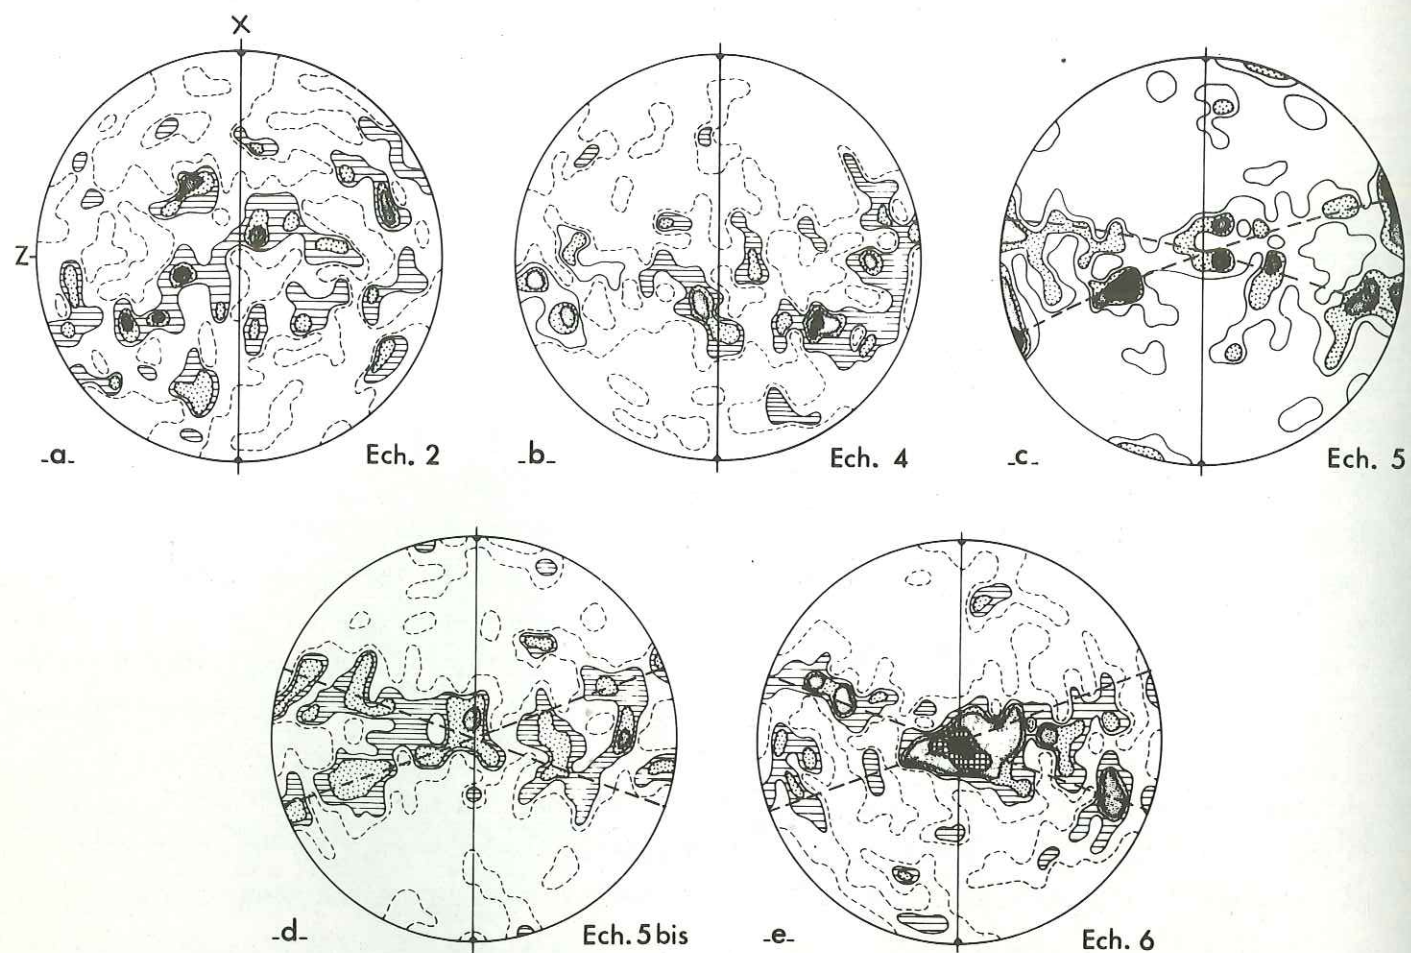 X
Z
-a-
Ech. 2
-b-
Ech. 4
-c-
Ech. 5
-d-
Ech. 5 bis
-e-
Ech. 6